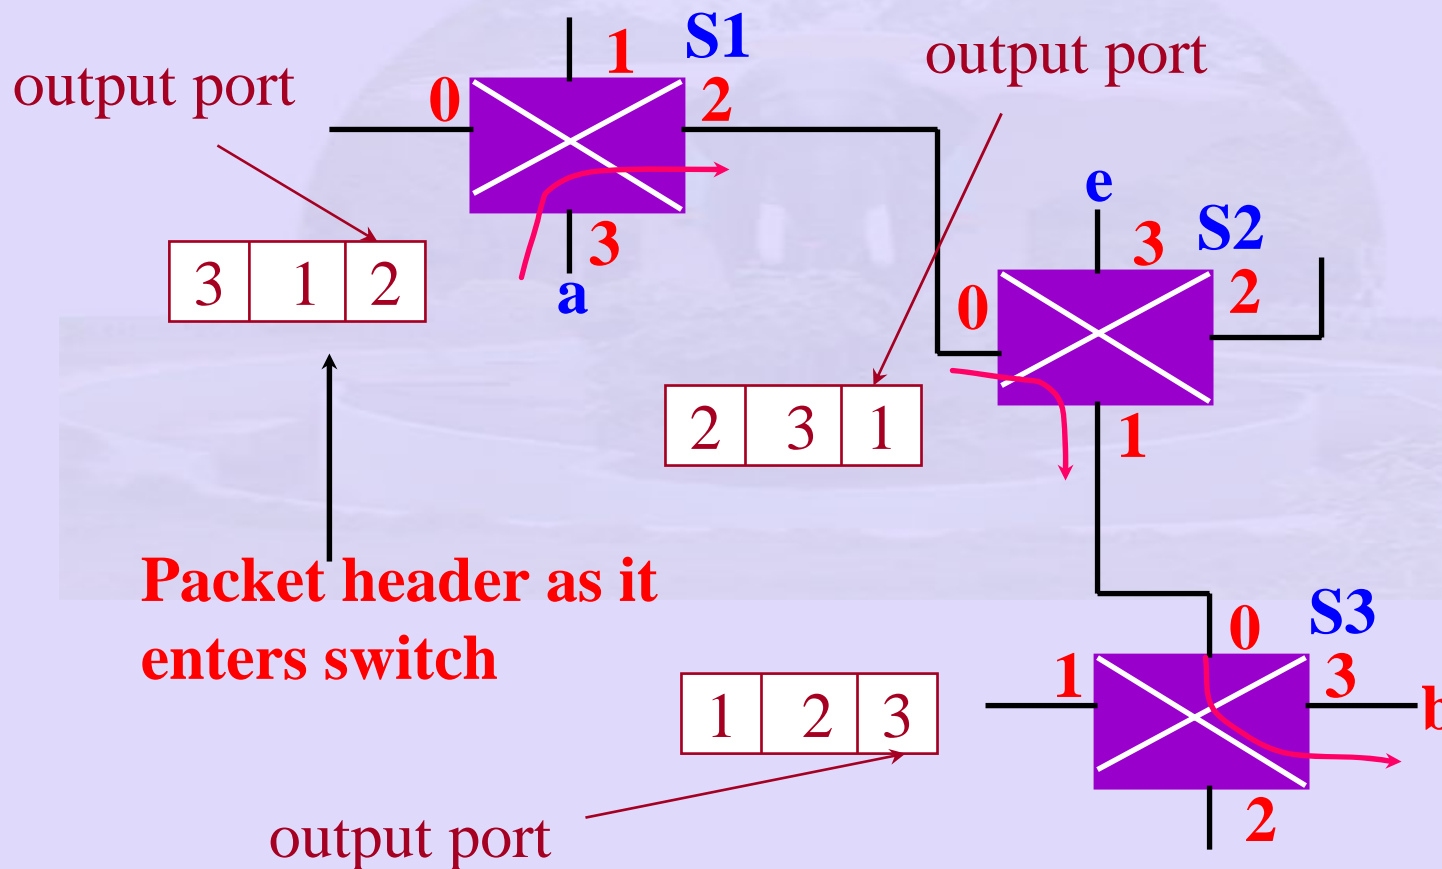 1 S1
output port
output port
0
2
3
a
3 1 2
e
3 S2
2
0
2 3 1
1
Packet header as it
enters switch
0 S3
1
3
b
1 2 3
2
output port